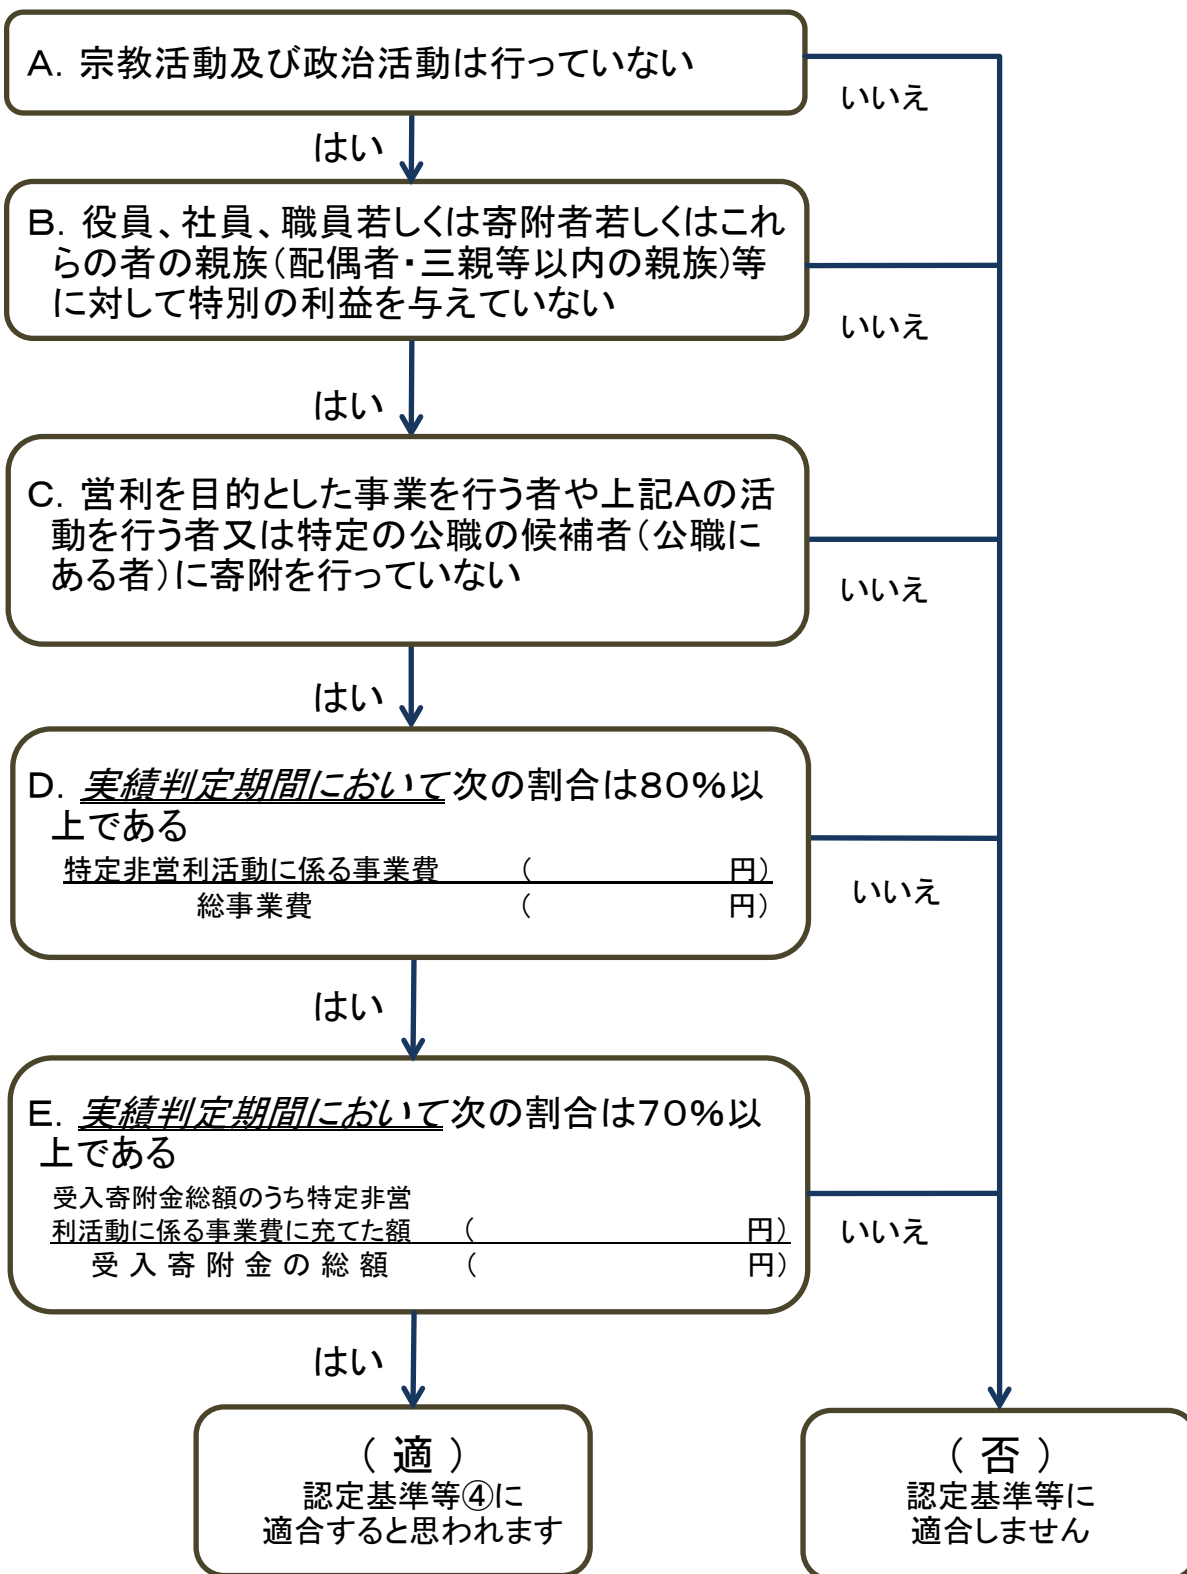 A．宗教活動及び政治活動は行っていない
いいえ
はい
B．役員、社員、職員若しくは寄附者若しくはこれ
らの者の親族（配偶者・三親等以内の親族）等
に対して特別の利益を与えていない
いいえ
はい
C．営利を目的とした事業を行う者や上記Aの活
動を行う者又は特定の公職の候補者（公職に
ある者）に寄附を行っていない
いいえ
はい
D．実績判定期間において次の割合は80％以
上である
特定非営利活動に係る事業費　（　　　　　　　円）
総事業費　（　　　　　　　円）
いいえ
はい
E．実績判定期間において次の割合は70％以
上である
受入寄附金総額のうち特定非営
利活動に係る事業費に充てた額　（　　　　　　　円）
受入寄附金の総額　（　　　　　　　円）
いいえ
はい
（適）
認定基準等④に
適合すると思われます
（否）
認定基準等に
適合しません